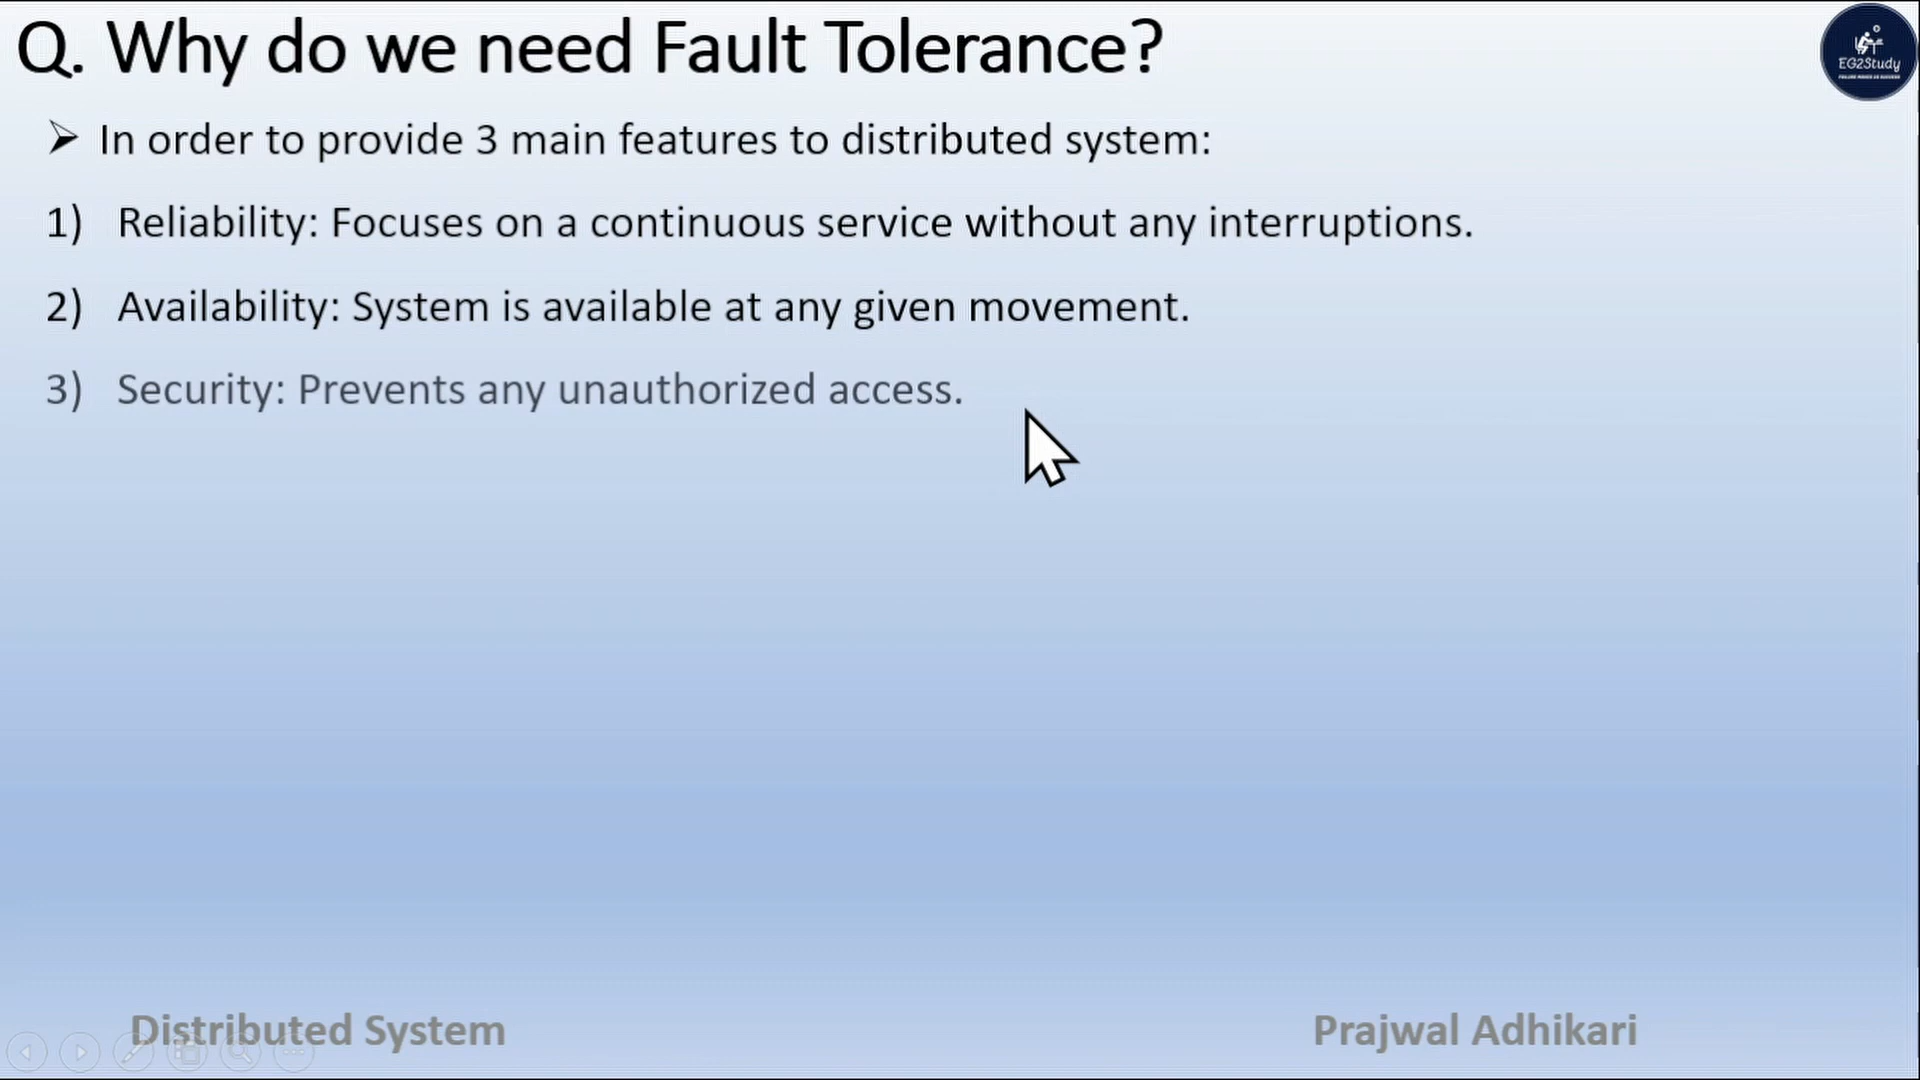 Q. Why do we need Fault Tolerance?
EG2Study
➢ In order to provide 3 main features to distributed system:
1) Reliability: Focuses on a continuous service without any interruptions.
2) Availability: System is available at any given movement.
3) Security: Prevents any unauthorized access.
Distributed System
Prajwal Adhikari